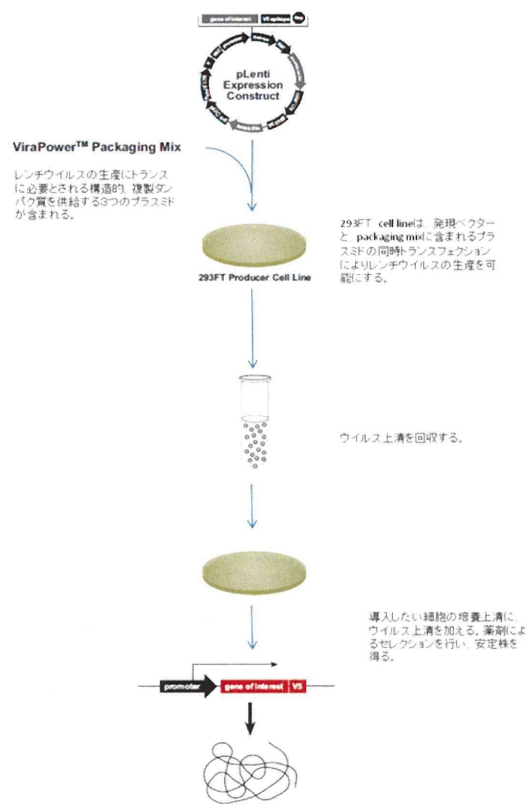 gene of interest
V5 epitope
pLenti
Expression
Construct
ViraPower™ Packaging Mix
レンチウイルスの生産にトランス
に必要とされる構造的、複製タン
パク質を供給する3つのプラスミド
が含まれる。
293FT Producer Cell Line
293FT cell lineは、発現ベクター
と、packaging mixに含まれるプラ
スミドの同時トランスフェクション
によりレンチウイルスの生産を可
能にする。
ウイルス上清を回収する。
導入したい細胞の培養上清に、
ウイルス上清を加える。薬剤によ
るセレクションを行い、安定株を
得る。
promoter
gene of interest
V5